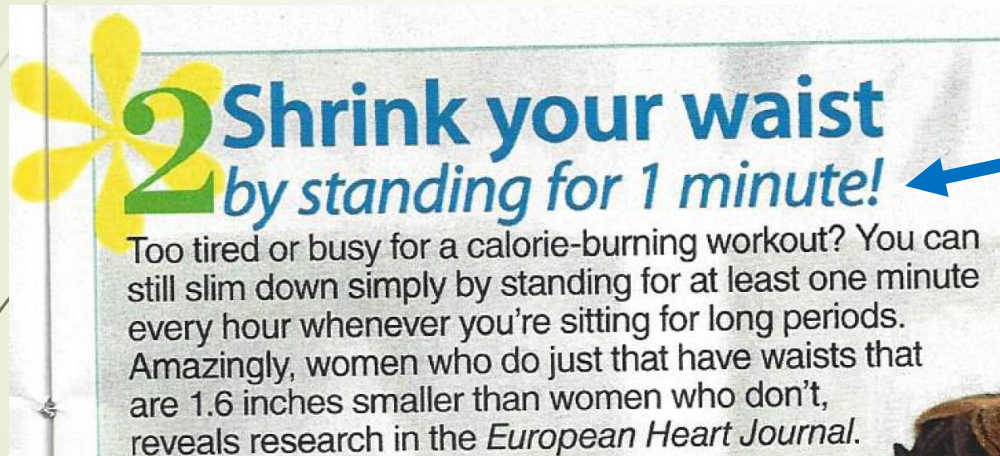 2 Shrink your waist
by standing for 1 minute!
Too tired or busy for a calorie-burning workout? You can
still slim down simply by standing for at least one minute
every hour whenever you're sitting for long periods.
Amazingly, women who do just that have waists that
are 1.6 inches smaller than women who don't,
reveals research in the European Heart Journal.